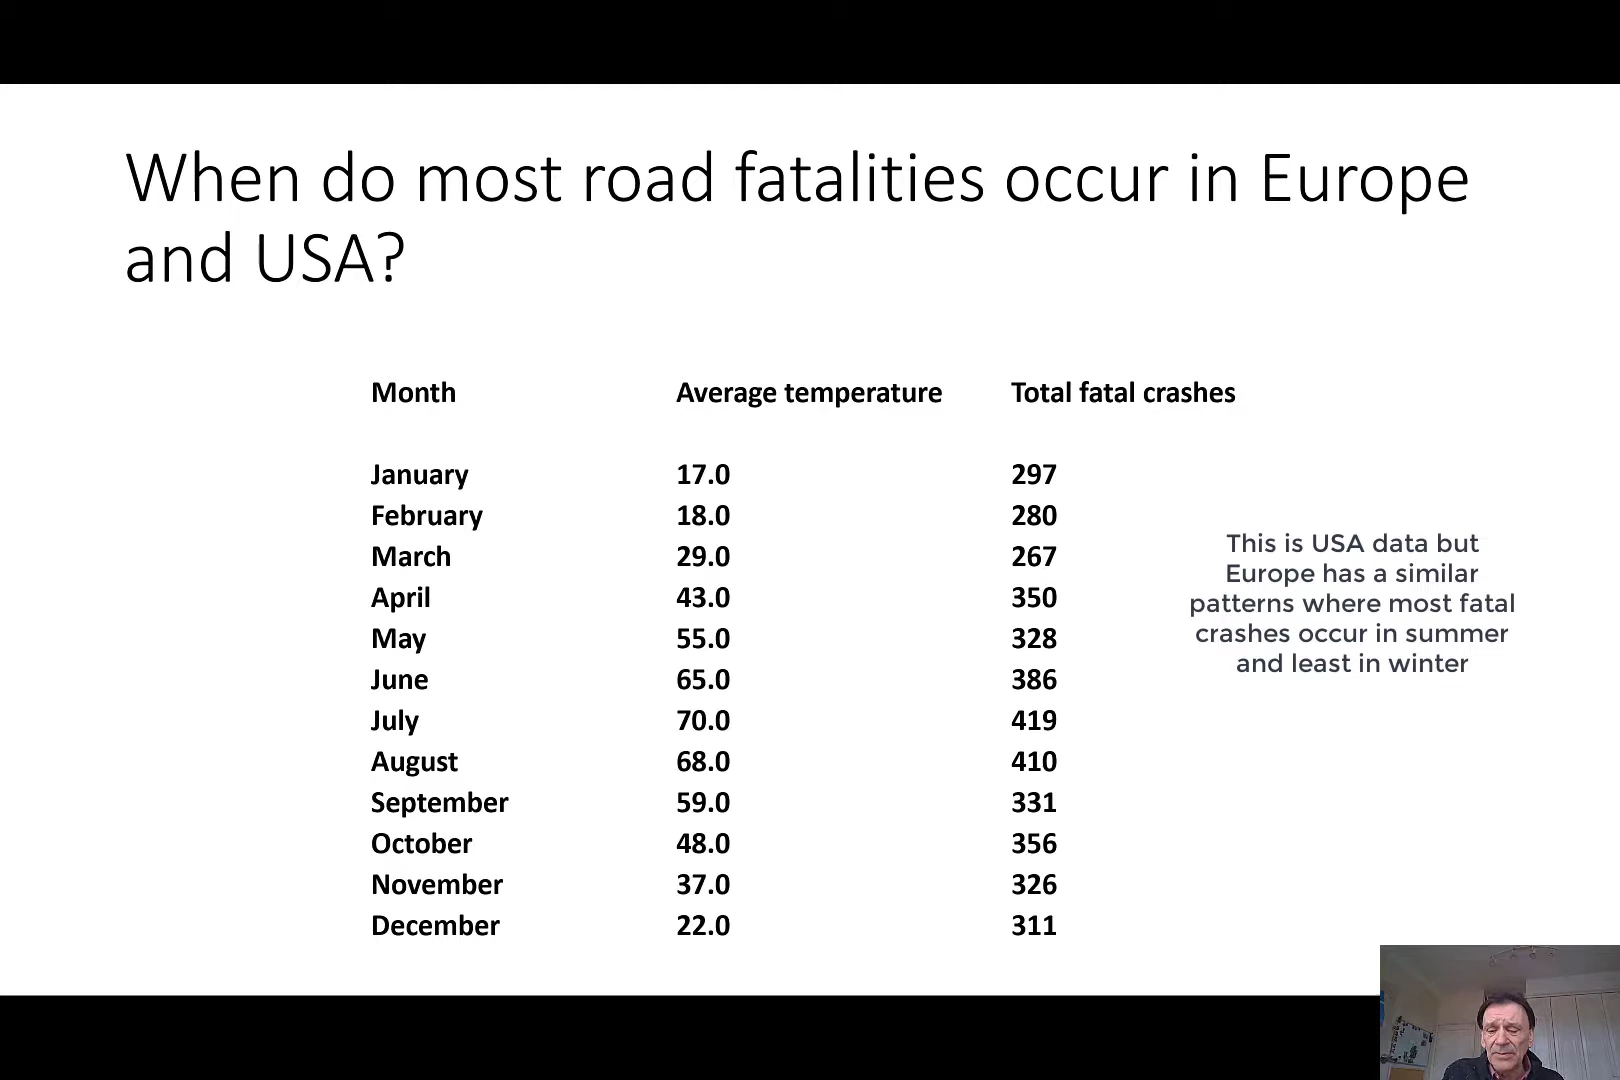 When do most road fatalities occur in Europe
and USA?
Month Average temperature Total fatal crashes
January 17.0 297
February 18.0 280
March 29.0 267
April 43.0 350
May 55.0 328
June 65.0 386
July 70.0 419
August 68.0 410
September 59.0 331
October 48.0 356
November 37.0 326
December 22.0 311
This is USA data but
Europe has a similar
patterns where most fatal
crashes occur in summer
and least in winter